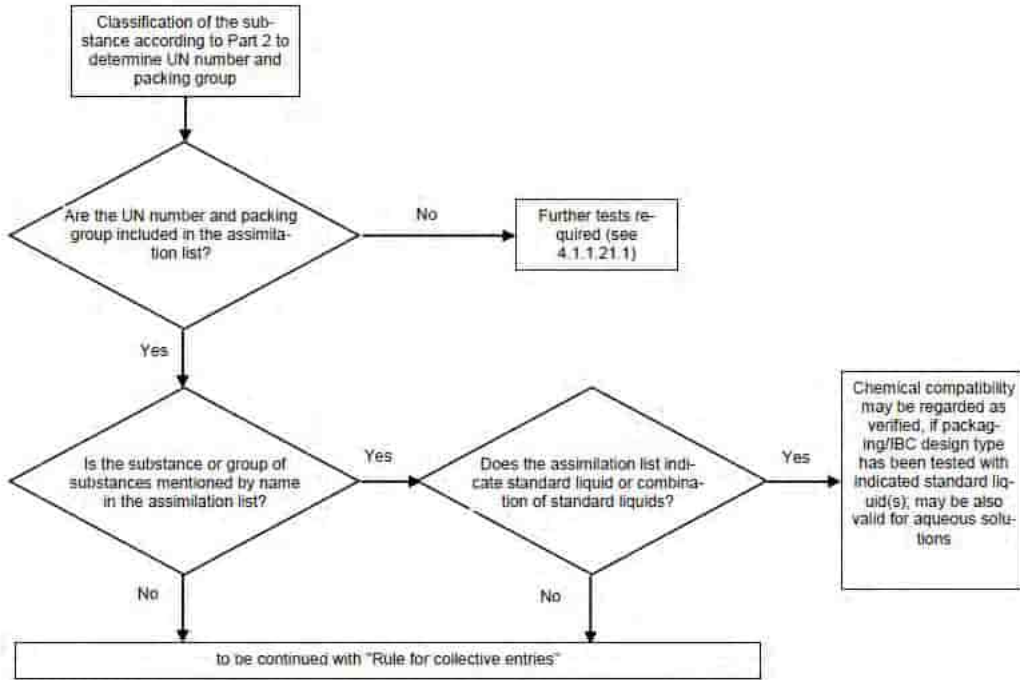 Classification of the sub-
stance according to Part 2 to
determine UN number and
packing group
Are the UN number and packing
group included in the assimila-
tion list?
No
Further tests re-
quired (see
4.1.1.21.1)
Yes
Is the substance or group of
substances mentioned by name
in the assimilation list?
Yes
Does the assimilation list indi-
cate standard liquid or combina-
tion of standard liquids?
Yes
Chemical compatibility
may be regarded as
verified, if packag-
ing/IBC design type
has been tested with
indicated standard liq-
uid(s); may be also
valid for aqueous solu-
tions
No
No
to be continued with "Rule for collective entries"